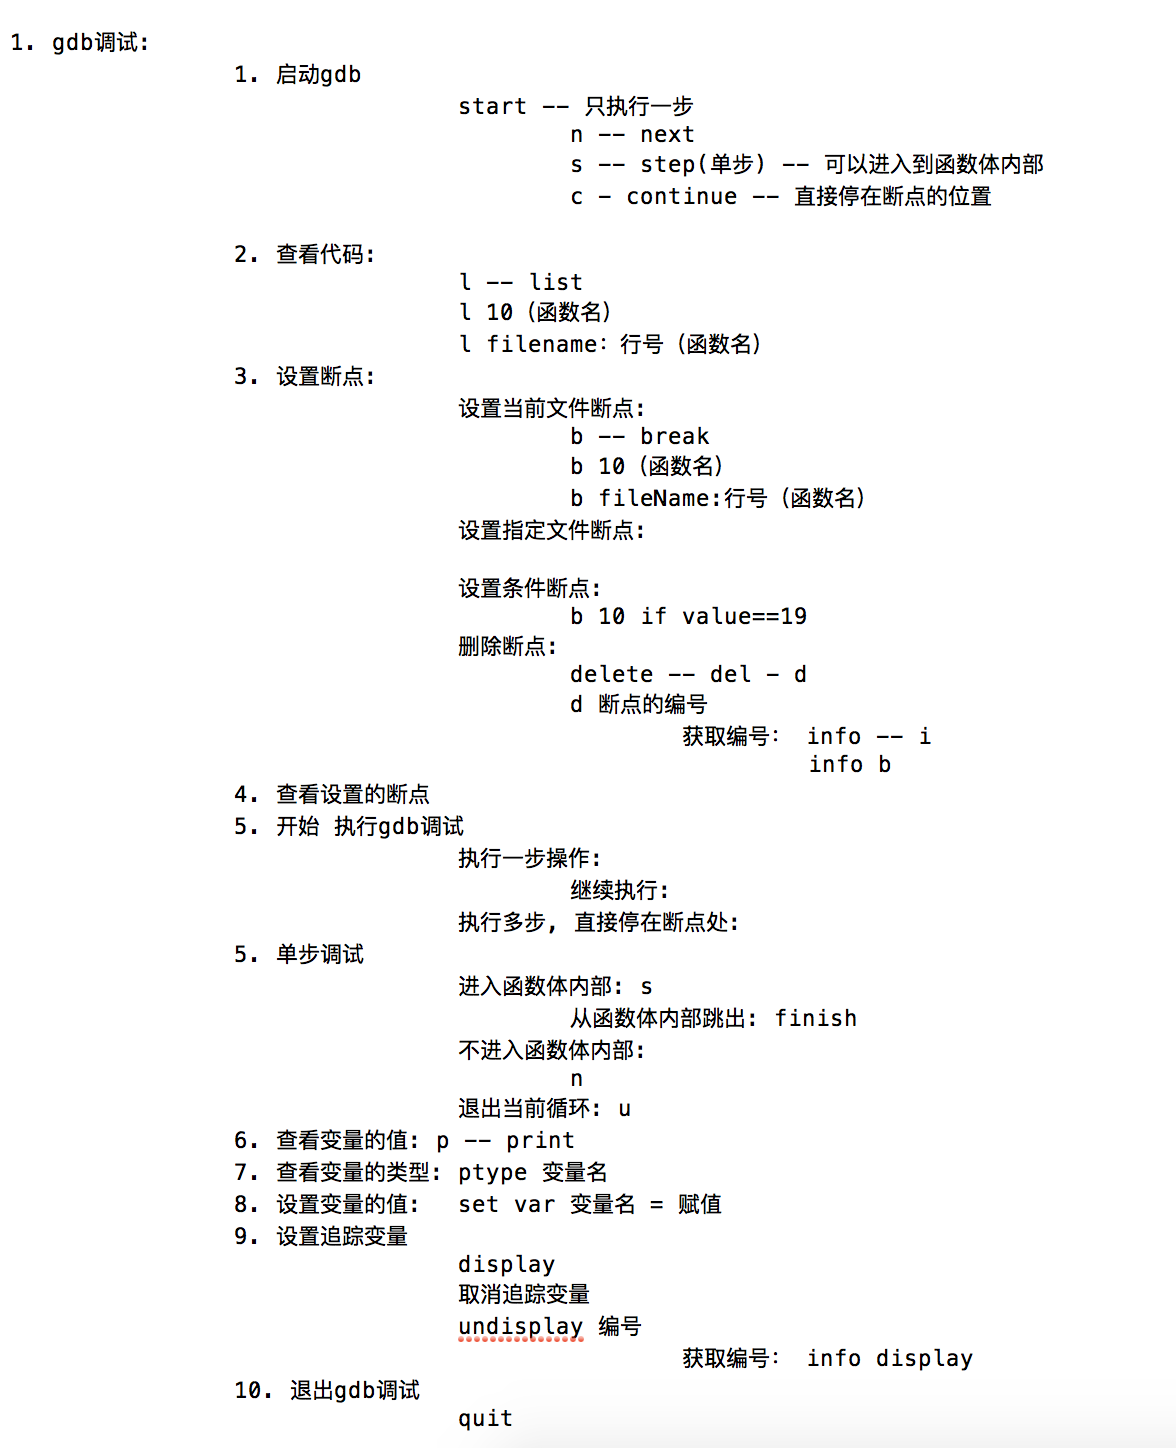 1. gdb调试:
1. 启动gdb
start -- 只执行一步
n -- next
s -- step(单步) -- 可以进入到函数体内部
c - continue -- 直接停在断点的位置
2. 查看代码:
l -- list
l 10（函数名）
l filename：行号（函数名）
3. 设置断点:
设置当前文件断点:
b -- break
b 10（函数名）
b fileName:行号（函数名）
设置指定文件断点:
设置条件断点:
b 10 if value==19
删除断点:
delete -- del - d
d 断点的编号
获取编号： info -- i
info b
4. 查看设置的断点
5. 开始 执行gdb调试
执行一步操作:
继续执行:
执行多步, 直接停在断点处:
5. 单步调试
进入函数体内部: s
从函数体内部跳出: finish
不进入函数体内部:
n
退出当前循环: u
6. 查看变量的值: p -- print
7. 查看变量的类型: ptype 变量名
8. 设置变量的值: set var 变量名 = 赋值
9. 设置追踪变量
display
取消追踪变量
undisplay 编号
获取编号： info display
10. 退出gdb调试
quit